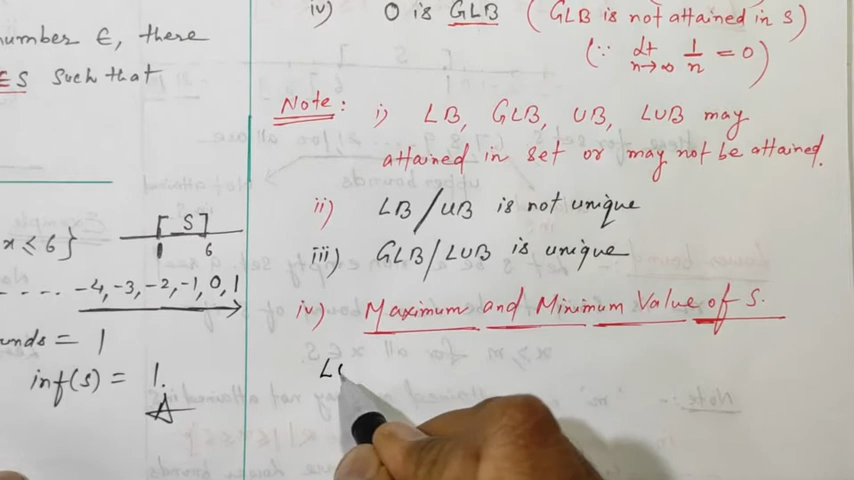 number ϵ, there
ES such that
x ≤ 6}
[ S ]
1 6
.... -4, -3, -2, -1, 0, 1
unds = 1
inf(s) = 1.
iv) 0 is GLB (GLB is not attained in S)
(∵ lt n→∞ 1/n = 0)
Note: i) LB, GLB, UB, LUB may
attained in set or may not be attained.
ii) LB/UB is not unique
iii) GLB/LUB is unique
iv) Maximum and Minimum Value of S.